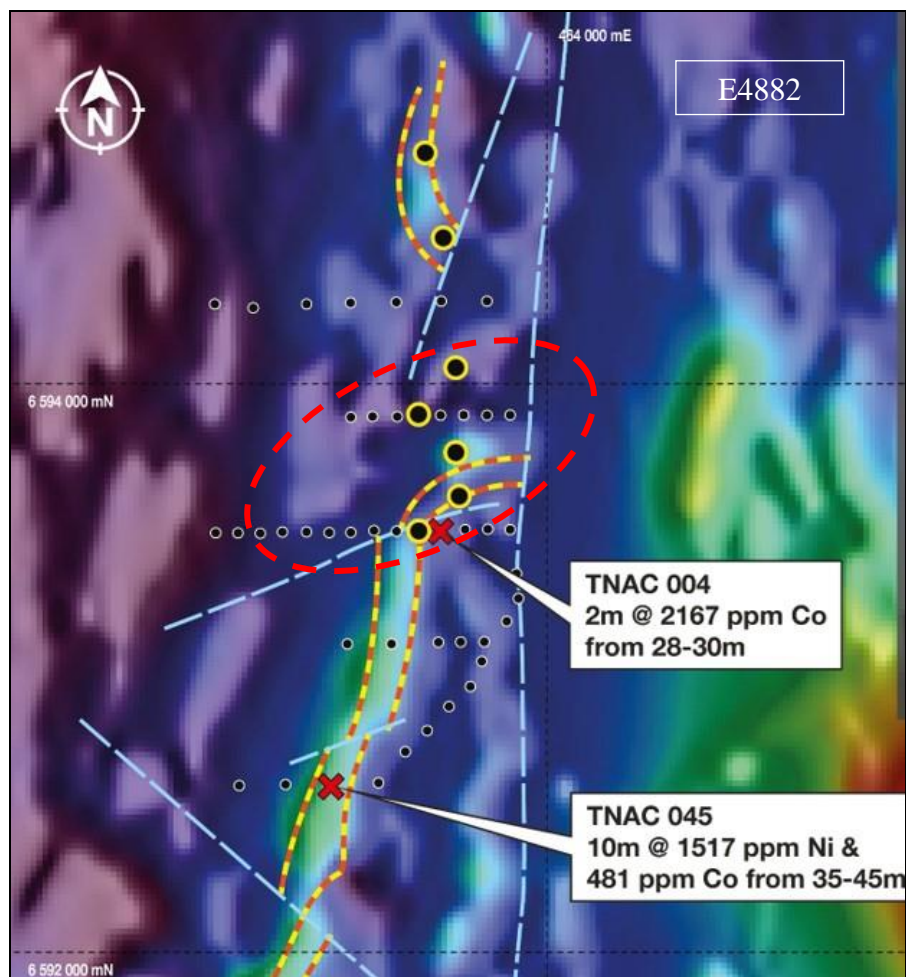 464 000 mE
E4882
N
6 594 000 mN
TNAC 004
2m @ 2167 ppm Co
from 28-30m
TNAC 045
10m @ 1517 ppm Ni &
481 ppm Co from 35-45m
6 592 000 mN